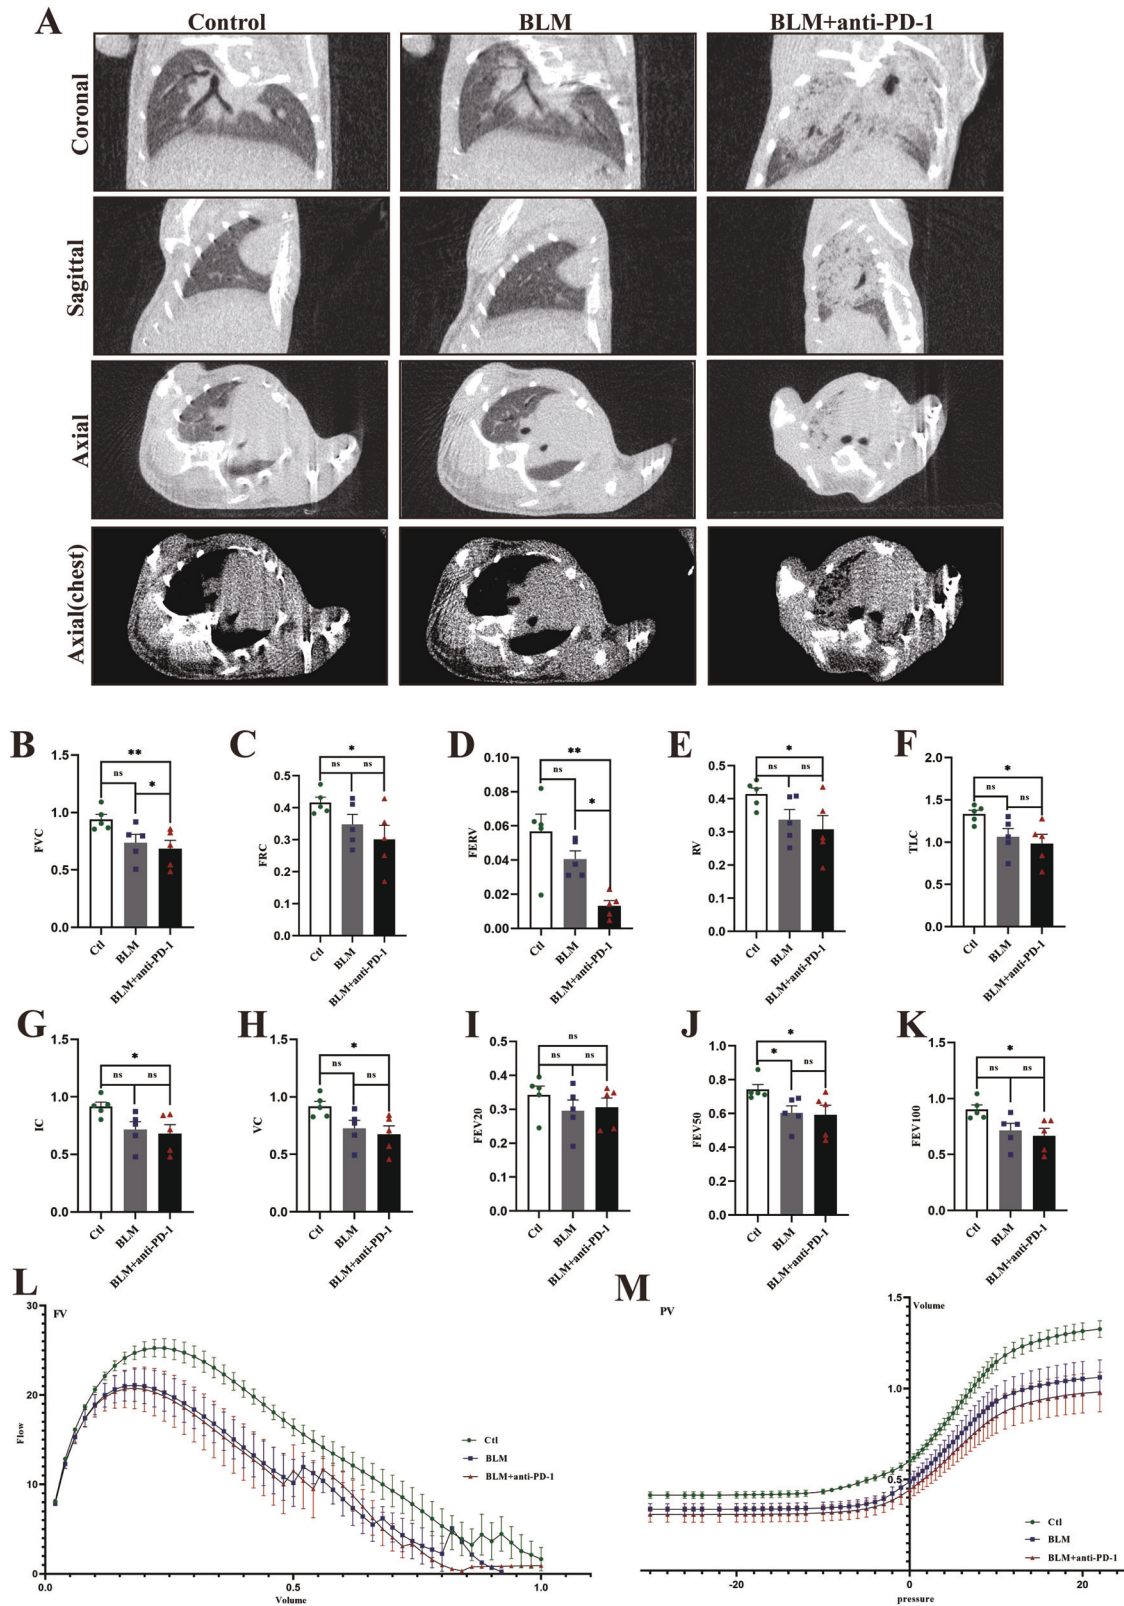 A
Control
BLM
BLM+anti-PD-1
Coronal
Sagittal
Axial
Axial(chest)
B
FVC
1.5
1.0
0.5
0.0
**
ns
*
Ctl
BLM
BLM+anti-PD-1
C
FRC
0.5
0.4
0.3
0.2
0.1
0.0
*
ns
ns
Ctl
BLM
BLM+anti-PD-1
D
FERV
0.08
0.06
0.04
0.02
0.00
**
ns
*
Ctl
BLM
BLM+anti-PD-1
E
RV
0.5
0.4
0.3
0.2
0.1
0.0
*
ns
ns
Ctl
BLM
BLM+anti-PD-1
F
TLC
2.0
1.5
1.0
0.5
0.0
*
ns
ns
Ctl
BLM
BLM+anti-PD-1
G
IC
1.5
1.0
0.5
0.0
*
ns
ns
Ctl
BLM
BLM+anti-PD-1
H
VC
1.5
1.0
0.5
0.0
*
ns
ns
Ctl
BLM
BLM+anti-PD-1
I
FEV20
0.5
0.4
0.3
0.2
0.1
0.0
ns
ns
ns
Ctl
BLM
BLM+anti-PD-1
J
FEV50
1.0
0.8
0.6
0.4
0.2
0.0
*
*
ns
Ctl
BLM
BLM+anti-PD-1
K
FEV100
1.5
1.0
0.5
0.0
*
ns
ns
Ctl
BLM
BLM+anti-PD-1
L
FV
Flow
30
20
10
0
0.0
0.5
1.0
Volume
Ctl
BLM
BLM+anti-PD-1
M
PV
Volume
1.5
1.0
0.5
-20
0
20
pressure
Ctl
BLM
BLM+anti-PD-1